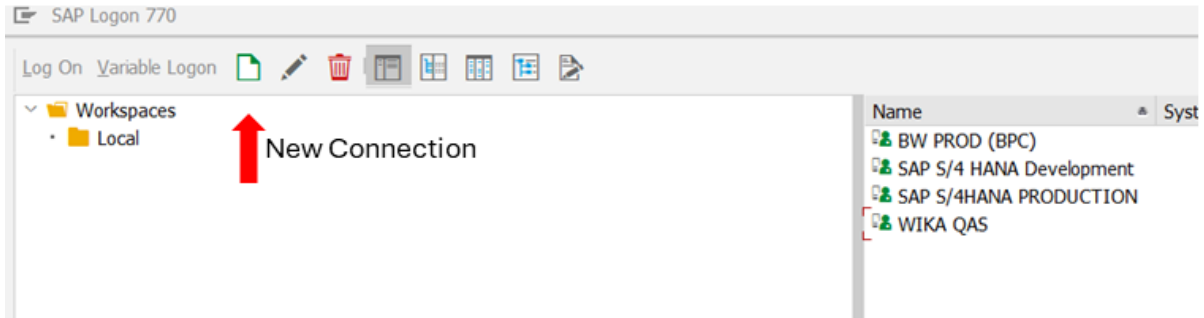 SAP Logon 770
Log On Variable Logon
Workspaces
Local
New Connection
Name Syst
BW PROD (BPC)
SAP S/4 HANA Development
SAP S/4HANA PRODUCTION
WIKA QAS